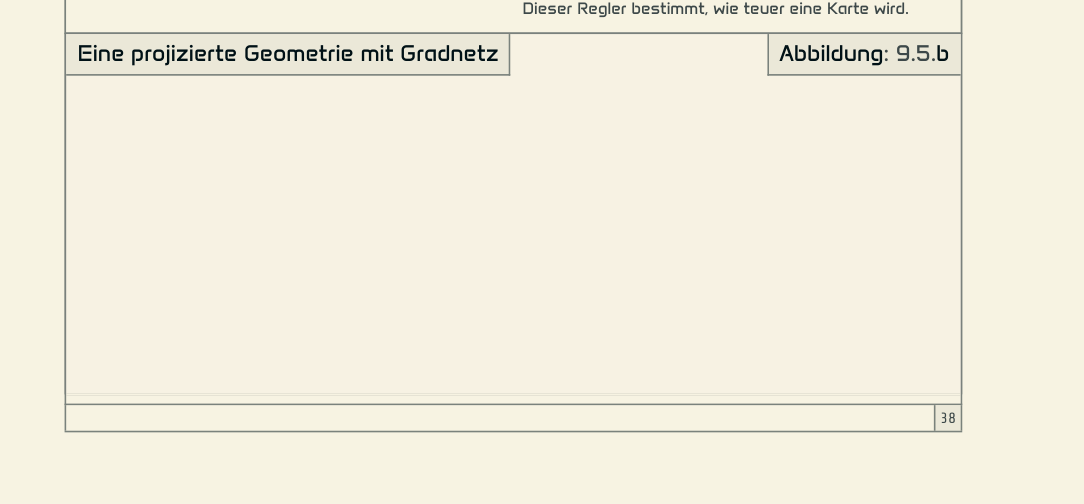 Dieser Regler bestimmt, wie teuer eine Karte wird.
Eine projizierte Geometrie mit Gradnetz
Abbildung: 9.5.b
38